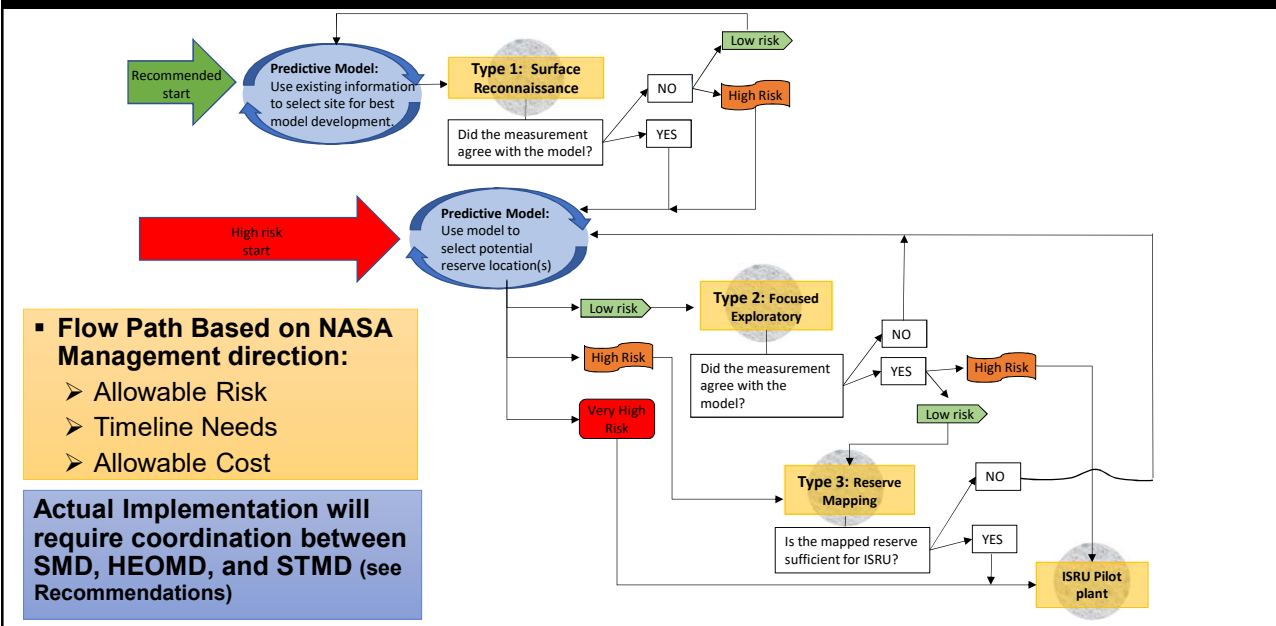 Recommended
start
Predictive Model:
Use existing information
to select site for best
model development.
Type 1: Surface
Reconnaissance
Did the measurement
agree with the model?
NO
YES
Low risk
High Risk
High risk
start
Predictive Model:
Use model to
select potential
reserve location(s)
Low risk
High Risk
Very High
Risk
Type 2: Focused
Exploratory
Did the measurement
agree with the
model?
NO
YES
High Risk
Low risk
Type 3: Reserve
Mapping
Is the mapped reserve
sufficient for ISRU?
NO
YES
ISRU Pilot
plant
▪ Flow Path Based on NASA
Management direction:
➢ Allowable Risk
➢ Timeline Needs
➢ Allowable Cost
Actual Implementation will
require coordination between
SMD, HEOMD, and STMD (see
Recommendations)